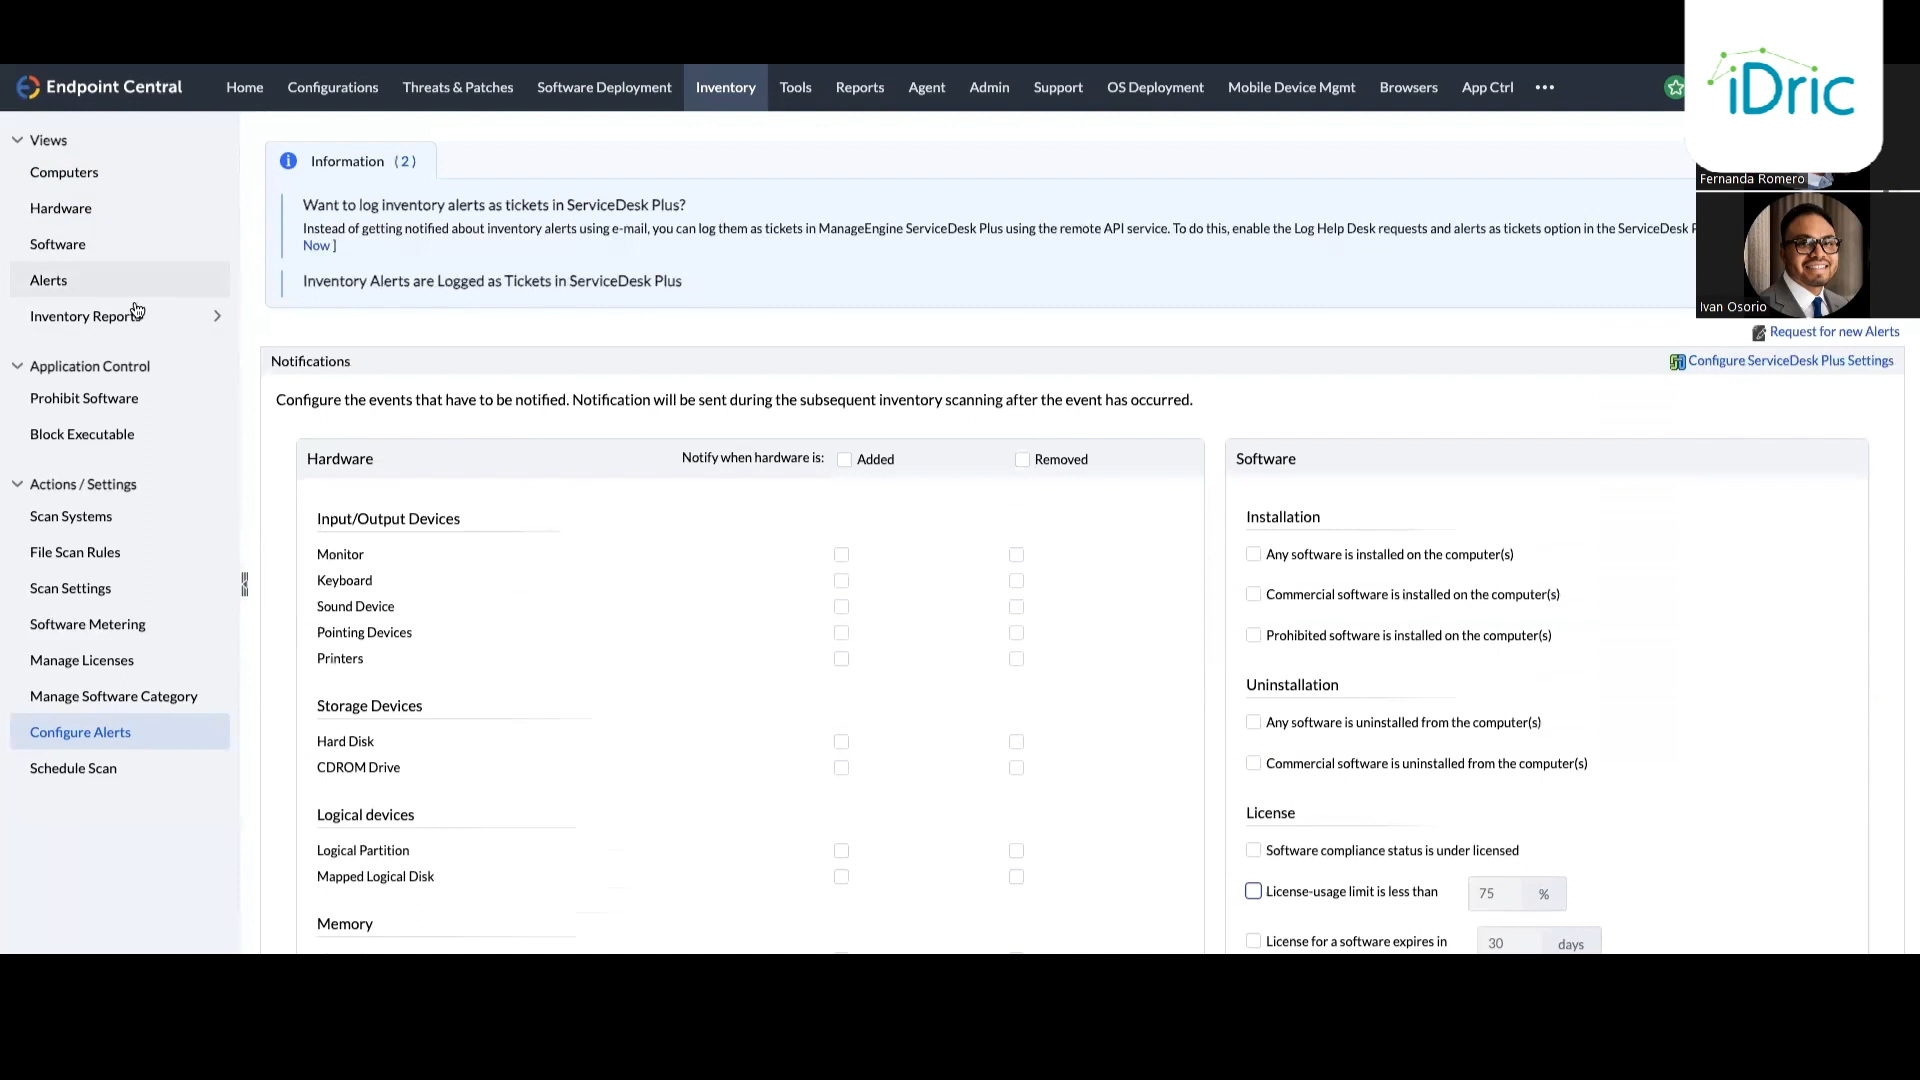 Endpoint Central
Home Configurations Threats & Patches Software Deployment Inventory Tools Reports Agent Admin Support OS Deployment Mobile Device Mgmt Browsers App Ctrl •••
iDric
Views
Computers
Hardware
Software
Alerts
Inventory Reports
Application Control
Prohibit Software
Block Executable
Actions / Settings
Scan Systems
File Scan Rules
Scan Settings
Software Metering
Manage Licenses
Manage Software Category
Configure Alerts
Schedule Scan
Information ( 2 )
Want to log inventory alerts as tickets in ServiceDesk Plus?
Instead of getting notified about inventory alerts using e-mail, you can log them as tickets in ManageEngine ServiceDesk Plus using the remote API service. To do this, enable the Log Help Desk requests and alerts as tickets option in the ServiceDesk
Now ]
Inventory Alerts are Logged as Tickets in ServiceDesk Plus
Fernanda Romero
Ivan Osorio
Request for new Alerts
Notifications
Configure ServiceDesk Plus Settings
Configure the events that have to be notified. Notification will be sent during the subsequent inventory scanning after the event has occurred.
Hardware Notify when hardware is: Added Removed
Input/Output Devices
Monitor
Keyboard
Sound Device
Pointing Devices
Printers
Storage Devices
Hard Disk
CDROM Drive
Logical devices
Logical Partition
Mapped Logical Disk
Memory
Software
Installation
Any software is installed on the computer(s)
Commercial software is installed on the computer(s)
Prohibited software is installed on the computer(s)
Uninstallation
Any software is uninstalled from the computer(s)
Commercial software is uninstalled from the computer(s)
License
Software compliance status is under licensed
License-usage limit is less than 75 %
License for a software expires in 30 days